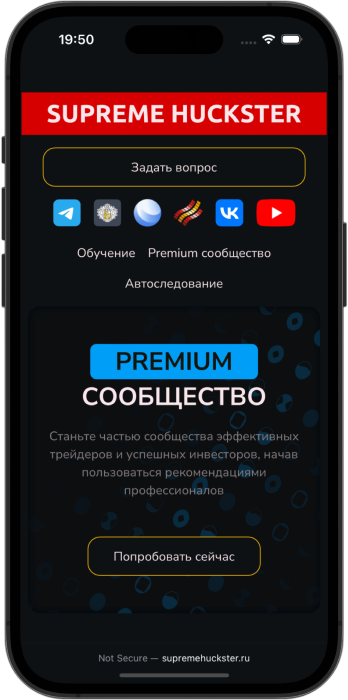 19:50
SUPREME HUCKSTER
Задать вопрос
Обучение Premium сообщество
Автоследование
PREMIUM
СООБЩЕСТВО
Станьте частью сообщества эффективных
трейдеров и успешных инвесторов, начав
пользоваться рекомендациями
профессионалов
Попробовать сейчас
Not Secure — supremehuckster.ru